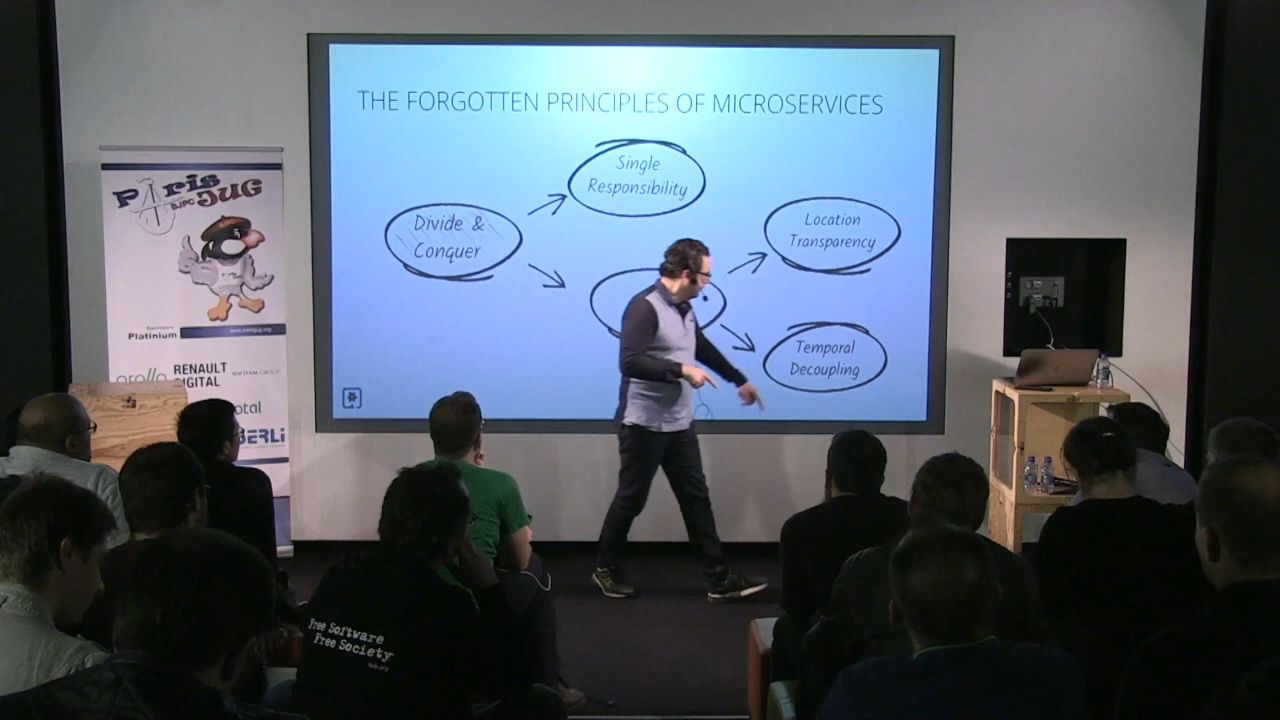 THE FORGOTTEN PRINCIPLES OF MICROSERVICES
Single
Responsibility
Divide &
Conquer
Location
Transparency
Temporal
Decoupling
Paris
JUG
Platinium
RENAULT
DIGITAL
Free Software
Free Society